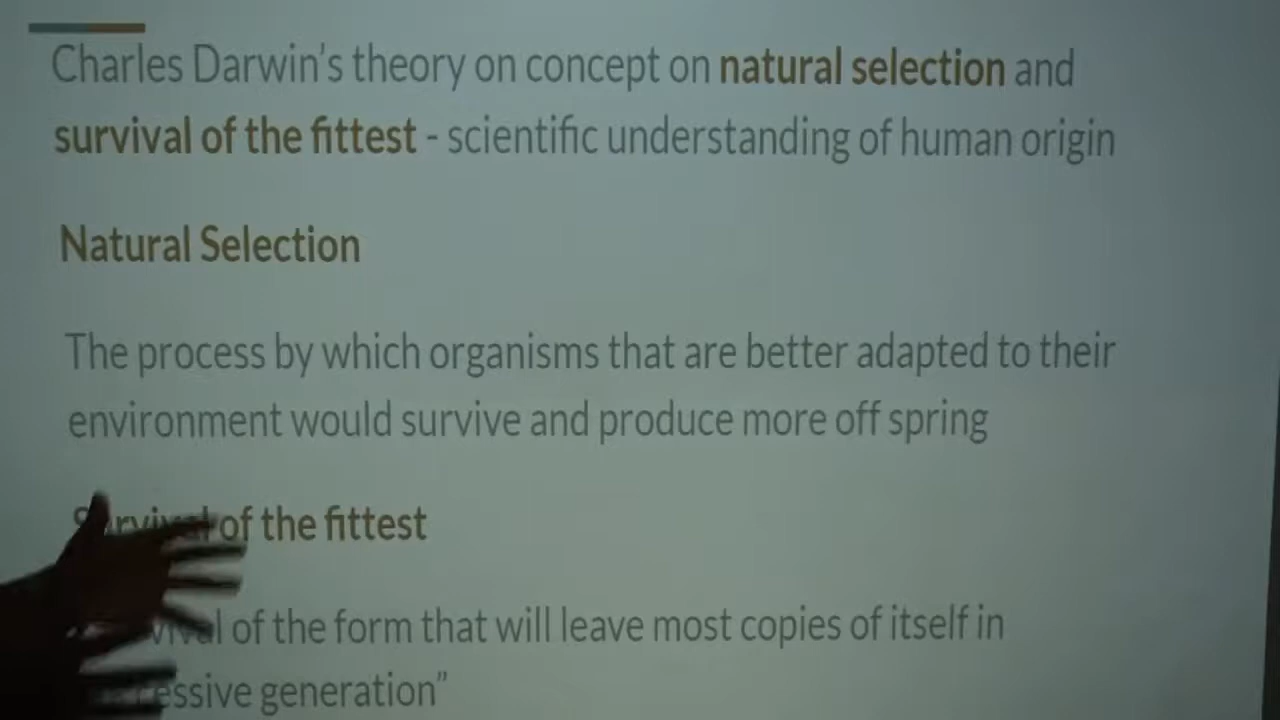 Charles Darwin's theory on concept on natural selection and
survival of the fittest - scientific understanding of human origin
Natural Selection
The process by which organisms that are better adapted to their
environment would survive and produce more off spring
Survival of the fittest
of the form that will leave most copies of itself in
generation”